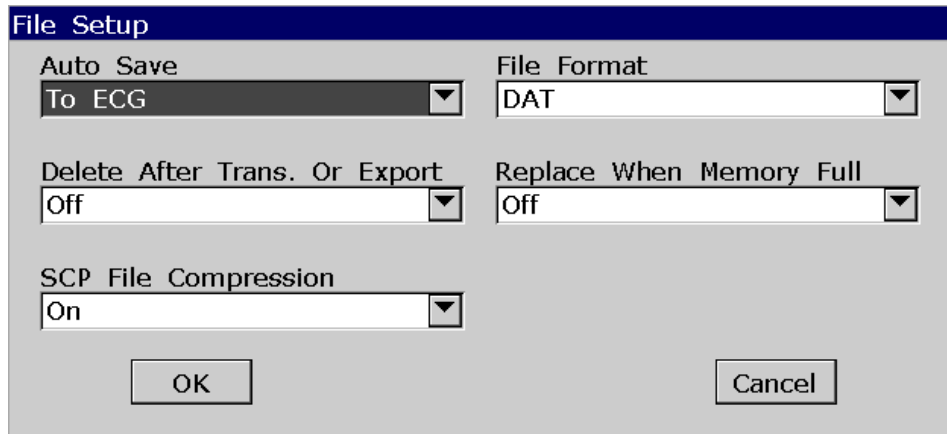 File Setup
Auto Save
To ECG
File Format
DAT
Delete After Trans. Or Export
Off
Replace When Memory Full
Off
SCP File Compression
On
OK
Cancel